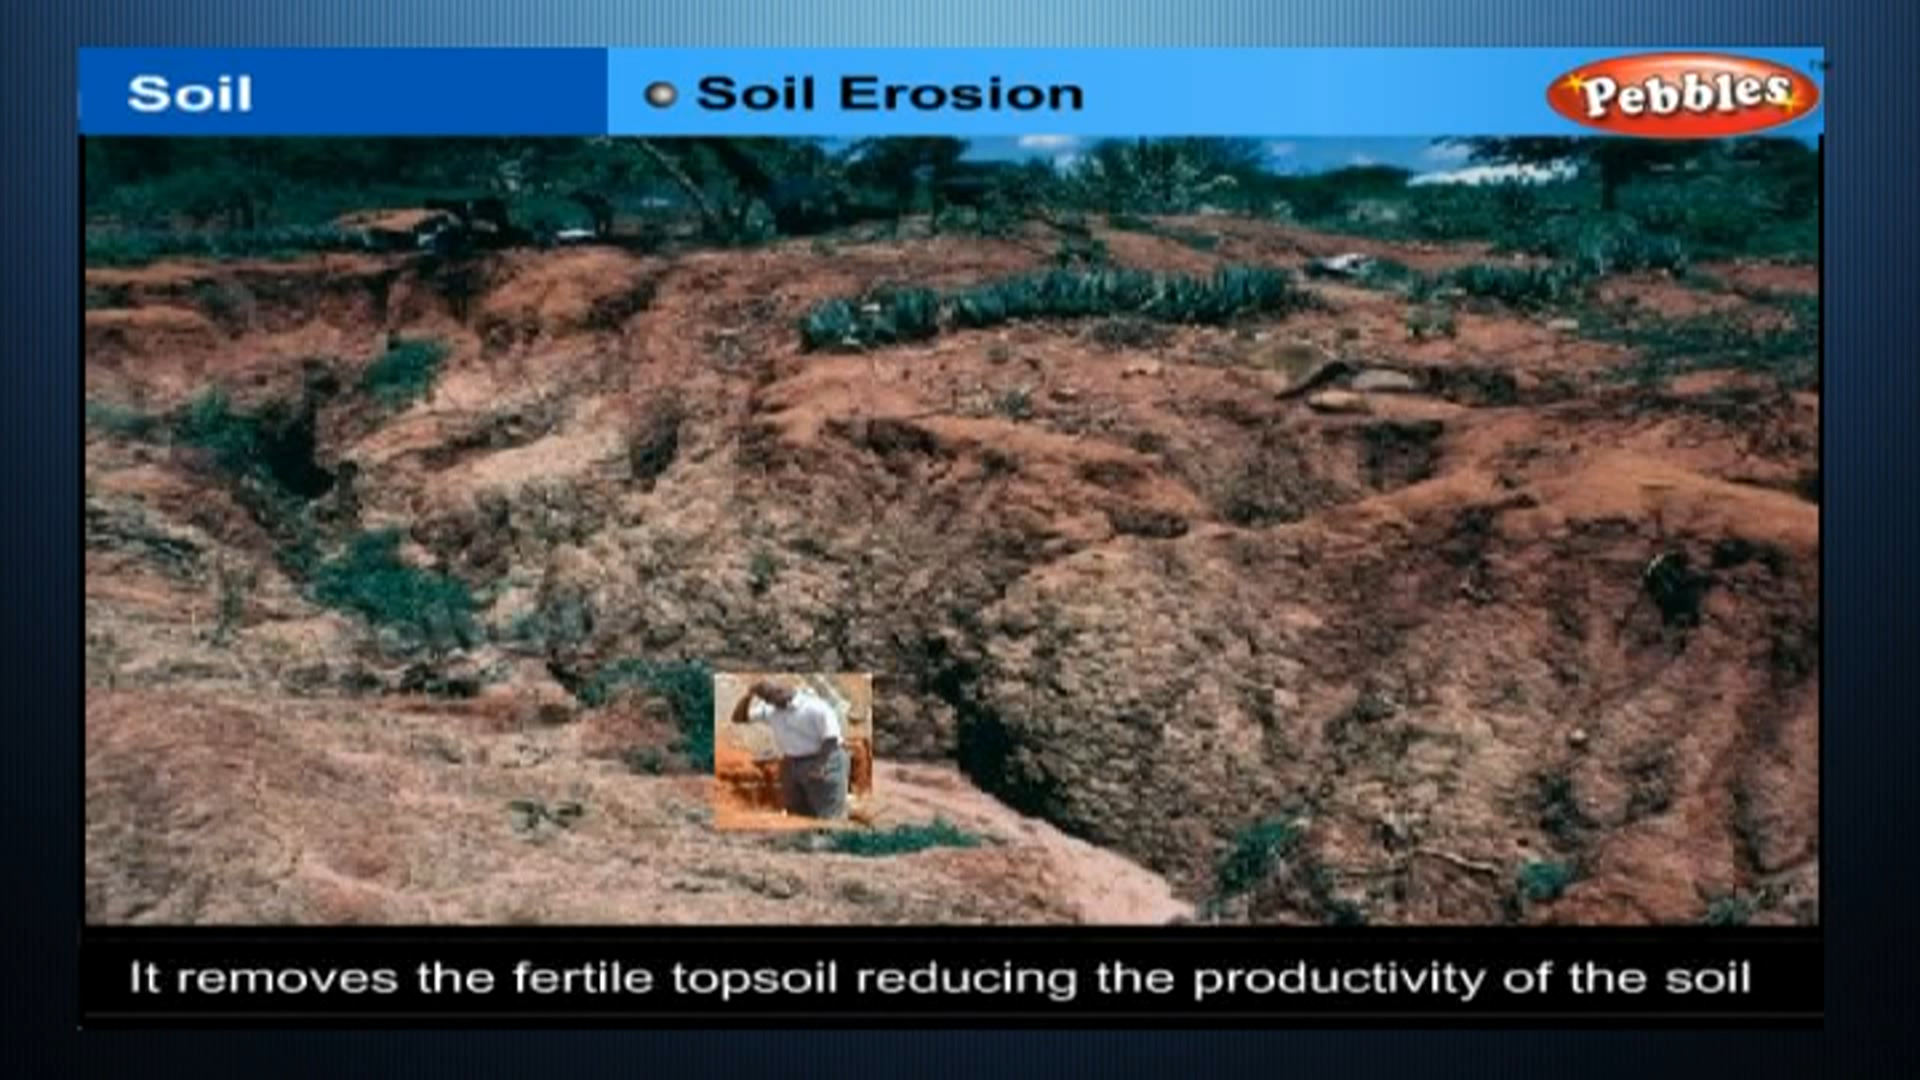 Soil
Soil Erosion
Pebbles
It removes the fertile topsoil reducing the productivity of the soil